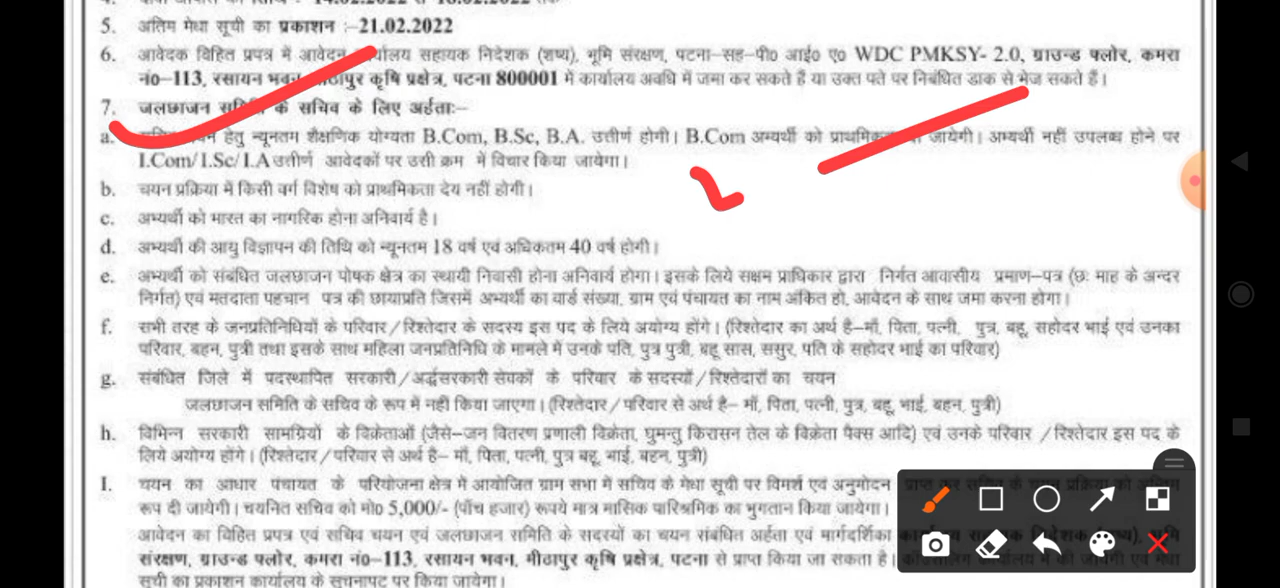 5. अंतिम मेधा सूची का प्रकाशन :–21.02.2022
6. आवेदक विहित प्रपत्र में आवेदन कार्यालय सहायक निदेशक (शष्य), भूमि संरक्षण, पटना–सह–पी० आई० ए० WDC PMKSY- 2.0, ग्राउन्ड फ्लोर, कमरा
नं०–113, रसायन भवन, मीठापुर कृषि प्रक्षेत्र, पटना 800001 में कार्यालय अवधि में जमा कर सकते हैं या उक्त पते पर निबंधित डाक से भेज सकते हैं।
7. जलछाजन समिति के सचिव के लिए अर्हताः–
a. हेतु न्यूनतम शैक्षणिक योग्यता B.Com, B.Sc, B.A. उत्तीर्ण होगी। B.Com अभ्यर्थी को जायेगी। अभ्यर्थी नहीं उपलब्ध होने पर
I.Com/I.Sc/I.A उत्तीर्ण आवेदकों पर उसी क्रम में विचार किया जायेगा।
b. चयन प्रक्रिया में किसी वर्ग विशेष को प्राथमिकता देय नहीं होगी।
c. अभ्यर्थी को भारत का नागरिक होना अनिवार्य है।
d. अभ्यर्थी की आयु विज्ञापन की तिथि को न्यूनतम 18 वर्ष एवं अधिकतम 40 वर्ष होगी।
e. अभ्यर्थी को संबंधित जलछाजन पोषक क्षेत्र का स्थायी निवासी होना अनिवार्य होगा। इसके लिये सक्षम प्राधिकार द्वारा निर्गत आवासीय प्रमाण–पत्र (छः माह के अन्दर
निर्गत) एवं मतदाता पहचान पत्र की छायाप्रति जिसमें अभ्यर्थी का वार्ड संख्या, ग्राम एवं पंचायत का नाम अंकित हो, आवेदन के साथ जमा करना होगा।
f. सभी तरह के जनप्रतिनिधियों के परिवार/रिश्तेदार के सदस्य इस पद के लिये अयोग्य होंगे। (रिश्तेदार का अर्थ है–माँ, पिता, पत्नी, पुत्र, बहू, सहोदर भाई एवं उनका
परिवार, बहन, पुत्री तथा इसके साथ महिला जनप्रतिनिधि के मामले में उनके पति, पुत्र पुत्री, बहू सास, ससुर, पति के सहोदर भाई का परिवार)
g. संबंधित जिले में पदस्थापित सरकारी/अर्द्धसरकारी सेवकों के परिवार के सदस्यों/रिश्तेदारों का चयन
जलछाजन समिति के सचिव के रूप में नहीं किया जाएगा। (रिश्तेदार/परिवार से अर्थ है– माँ, पिता, पत्नी, पुत्र, बहू, भाई, बहन, पुत्री)
h. विभिन्न सरकारी सामग्रियों के विक्रेताओं (जैसे–जन वितरण प्रणाली विक्रेता, घुमन्तु किरासन तेल के विक्रेता पैक्स आदि) एवं उनके परिवार /रिश्तेदार इस पद के
लिये अयोग्य होंगे। (रिश्तेदार/परिवार से अर्थ है– माँ, पिता, पत्नी, पुत्र बहू, भाई, बहन, पुत्री)
I. चयन का आधार पंचायत के परियोजना क्षेत्र में आयोजित ग्राम सभा में सचिव के मेधा सूची पर विमर्श एवं अनुमोदन
रूप दी जायेगी। चयनित सचिव को मो० 5,000/- (पाँच हजार) रूपये मात्र मासिक पारिश्रमिक का भुगतान किया जायेगा।
आवेदन का विहित प्रपत्र एवं सचिव चयन एवं जलछाजन समिति के सदस्यों का चयन संबंधित अर्हता एवं मार्गदर्शिका
संरक्षण, ग्राउन्ड फ्लोर, कमरा नं०–113, रसायन भवन, मीठापुर कृषि प्रक्षेत्र, पटना से प्राप्त किया जा सकता है।
सूची का प्रकाशन कार्यालय के सूचनापट पर किया जायेगा।